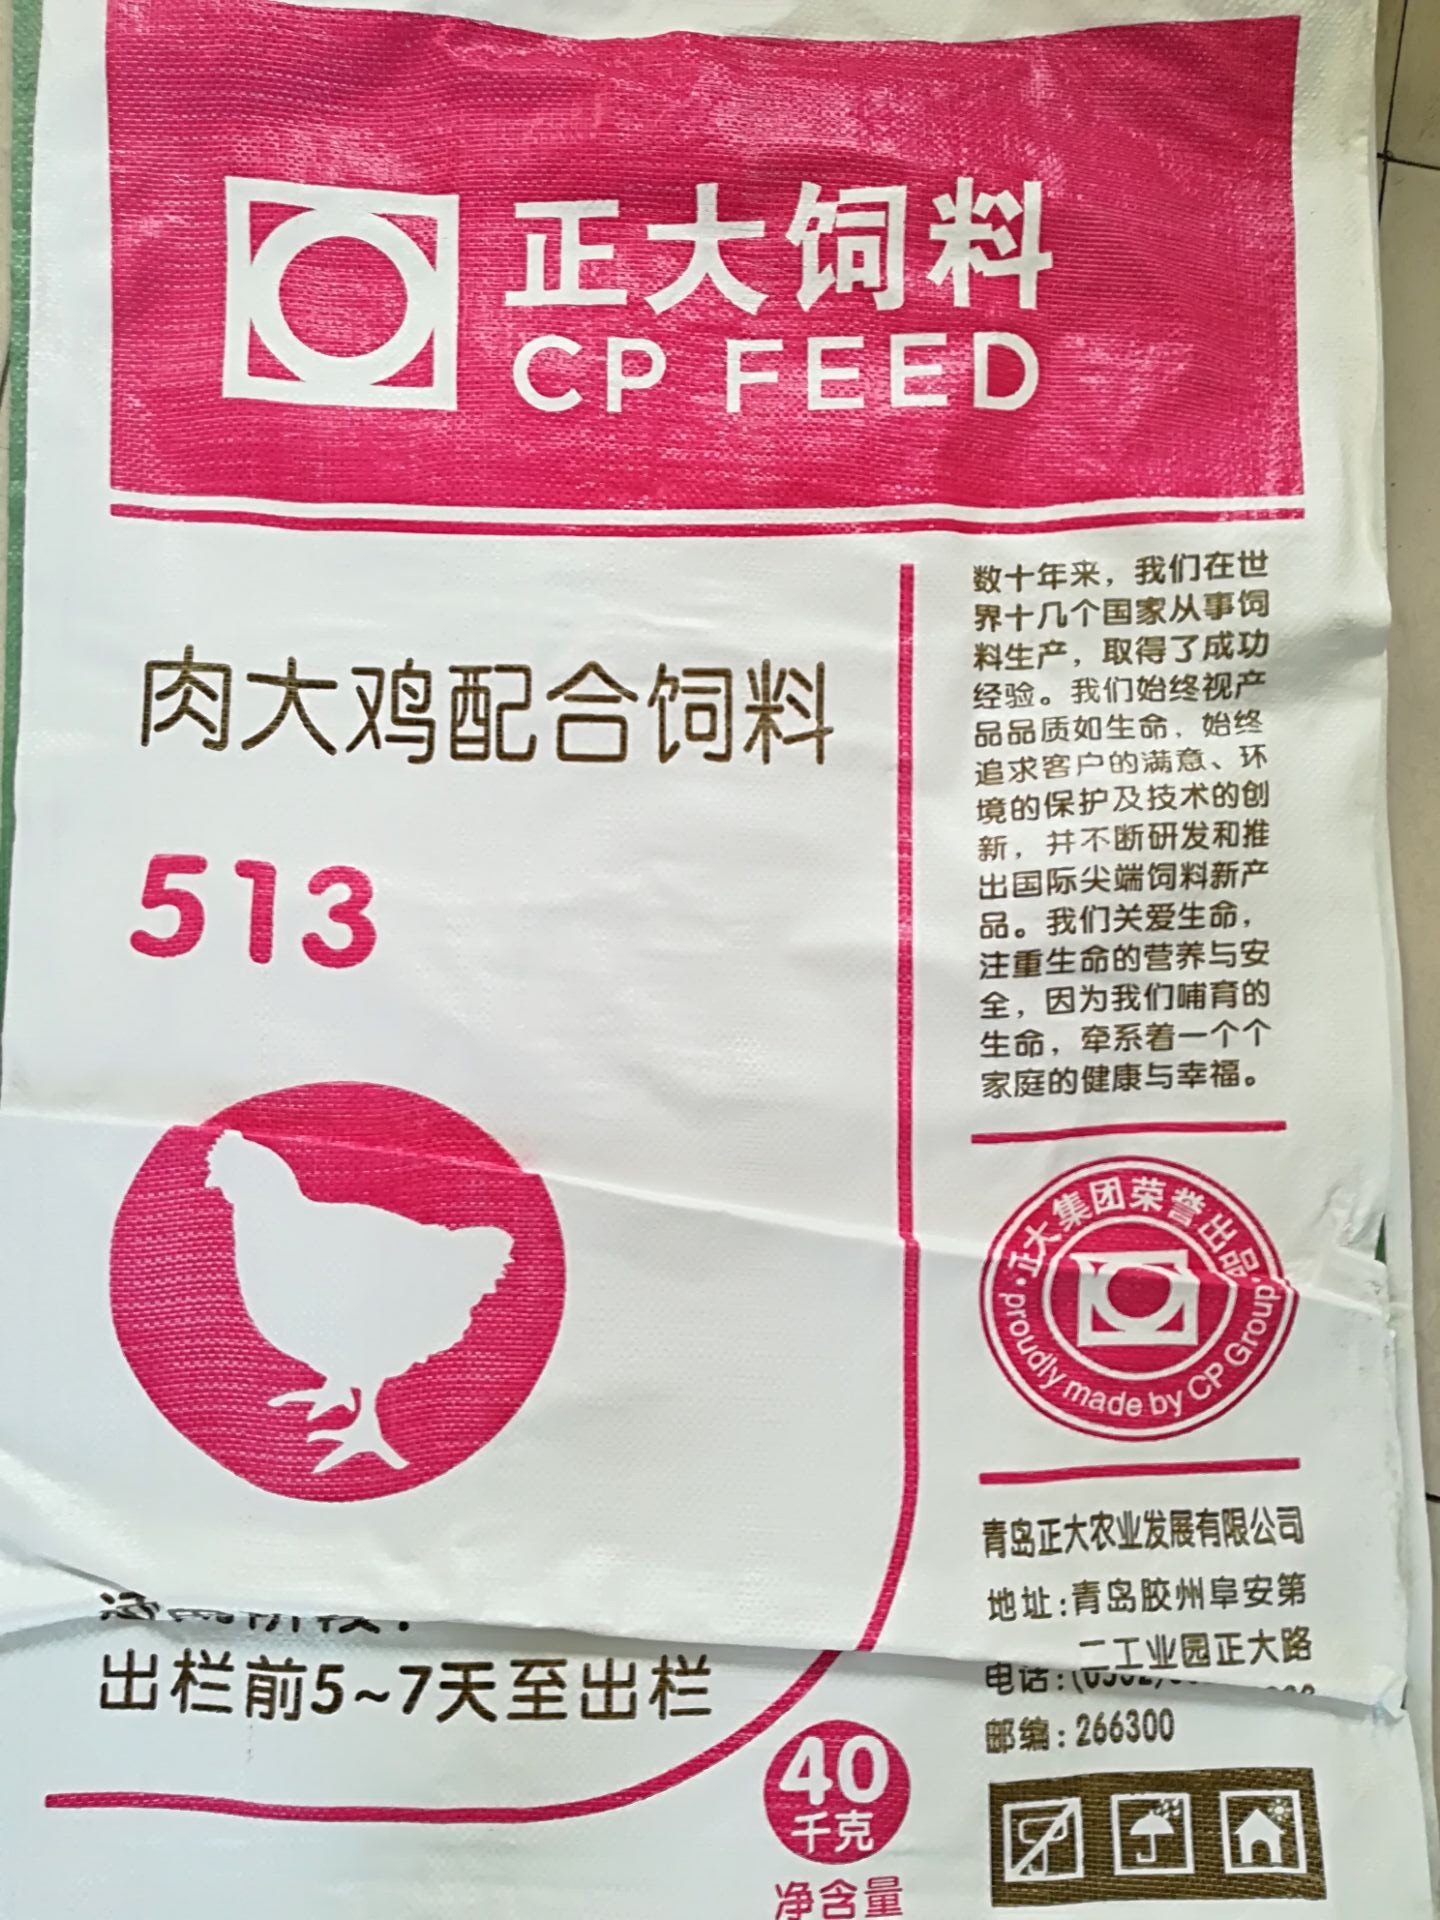 正大饲料
CP FEED
肉大鸡配合饲料
513
数十年来，我们在世
界十几个国家从事饲
料生产，取得了成功
经验。我们始终视产
品品质如生命，始终
追求客户的满意、环
境的保护及技术的创
新，并不断研发和推
出国际尖端饲料新产
品。我们关爱生命，
注重生命的营养与安
全，因为我们哺育的
生命，牵系着一个个
家庭的健康与幸福。
正大集团荣誉出品
proudly made by CP Group
青岛正大农业发展有限公司
地址：青岛胶州阜安第
二工业园正大路
电话：
邮编：266300
出栏前5~7天至出栏
40
千克
净含量